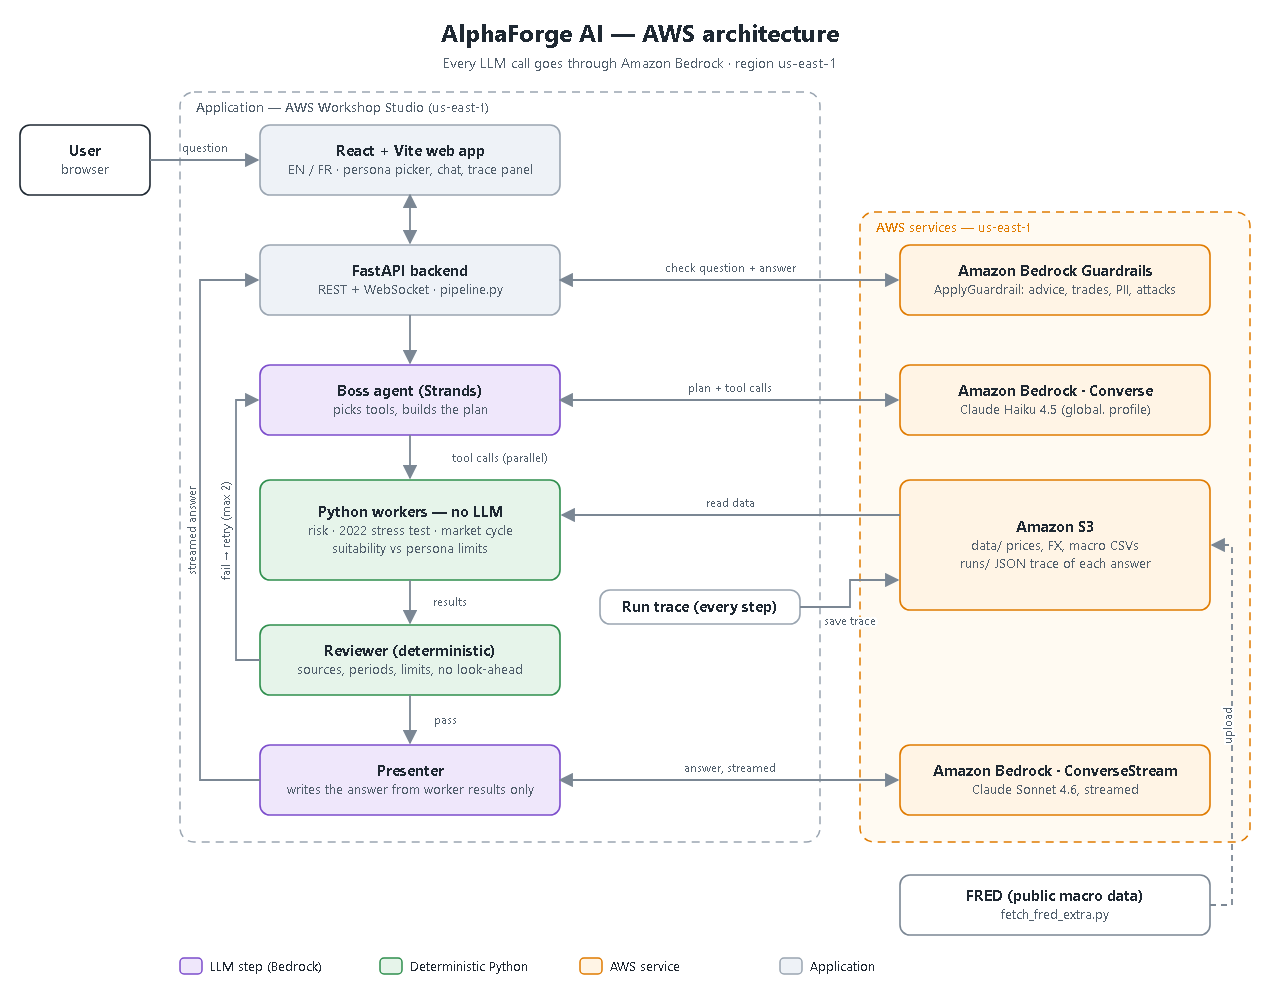 AlphaForge AI — AWS architecture
Every LLM call goes through Amazon Bedrock · region us-east-1
Application — AWS Workshop Studio (us-east-1)
User
browser
question
React + Vite web app
EN / FR · persona picker, chat, trace panel
AWS services — us-east-1
FastAPI backend
REST + WebSocket · pipeline.py
check question + answer
Amazon Bedrock Guardrails
ApplyGuardrail: advice, trades, PII, attacks
Boss agent (Strands)
picks tools, builds the plan
plan + tool calls
Amazon Bedrock · Converse
Claude Haiku 4.5 (global. profile)
tool calls (parallel)
streamed answer
fail → retry (max 2)
Python workers — no LLM
risk · 2022 stress test · market cycle
suitability vs persona limits
read data
Amazon S3
data/ prices, FX, macro CSVs
runs/ JSON trace of each answer
results
Run trace (every step)
save trace
Reviewer (deterministic)
sources, periods, limits, no look-ahead
pass
upload
Presenter
writes the answer from worker results only
answer, streamed
Amazon Bedrock · ConverseStream
Claude Sonnet 4.6, streamed
FRED (public macro data)
fetch_fred_extra.py
LLM step (Bedrock)
Deterministic Python
AWS service
Application